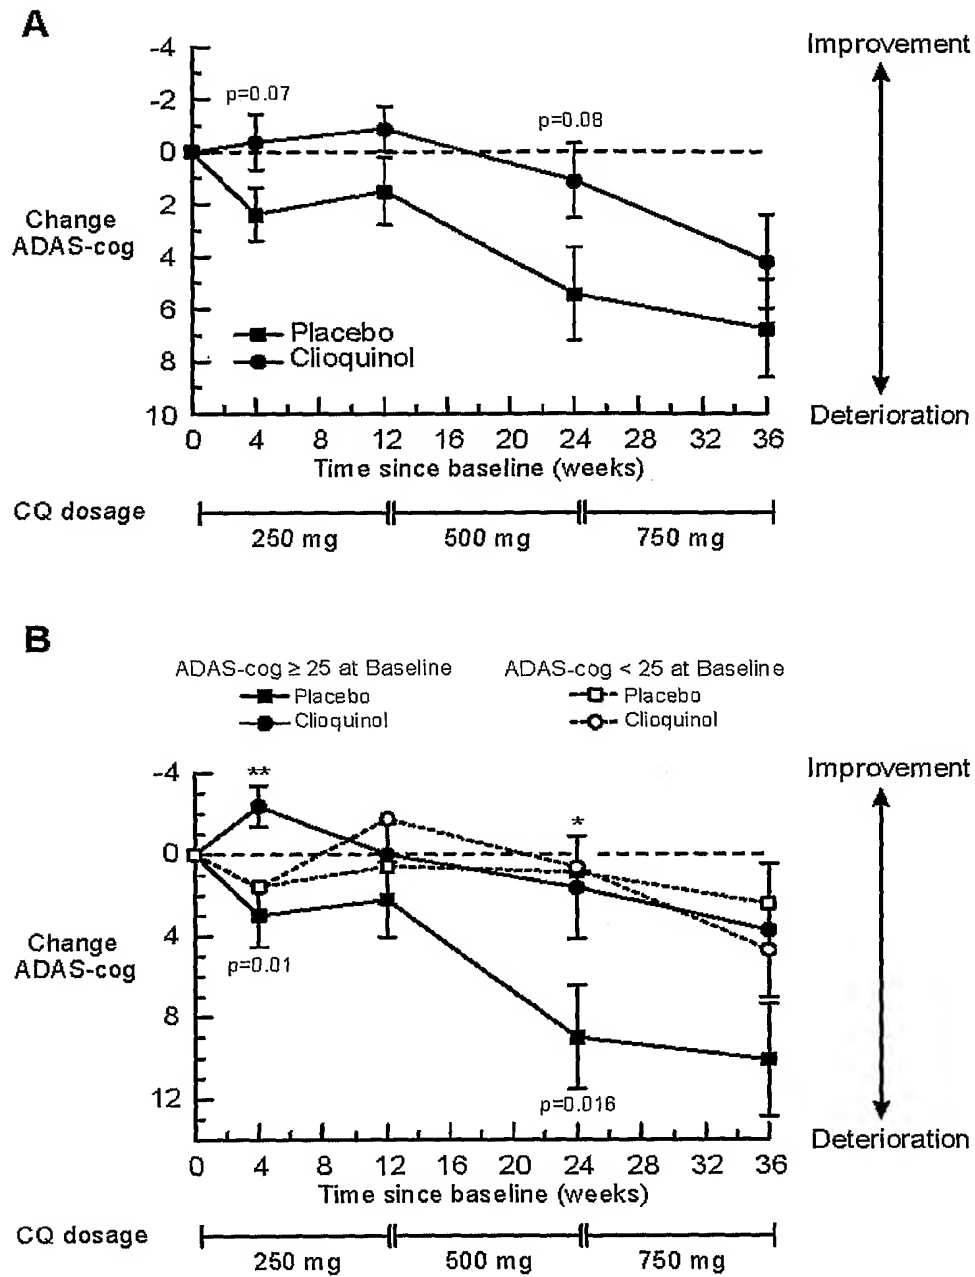 A
Improvement
-4
p=0.07
-2
p=0.08
0
2
Change
ADAS-cog
4
6
Placebo
Clioquinol
8
10
Deterioration
0 4 8 12 16 20 24 28 32 36
Time since baseline (weeks)
CQ dosage
250 mg 500 mg 750 mg
B
ADAS-cog ≥ 25 at Baseline ADAS-cog < 25 at Baseline
Placebo Placebo
Clioquinol Clioquinol
Improvement
-4
**
*
0
4
Change
ADAS-cog
p=0.01
8
p=0.016
12
Deterioration
0 4 8 12 16 20 24 28 32 36
Time since baseline (weeks)
CQ dosage
250 mg 500 mg 750 mg